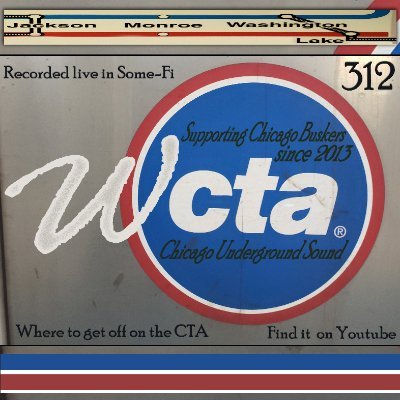 Jackson Monroe Washington
Lake
Recorded live in Some-Fi
312
Supporting Chicago Buskers
since 2013
Wcta®
Chicago Underground Sound
Where to get off on the CTA
Find it on Youtube